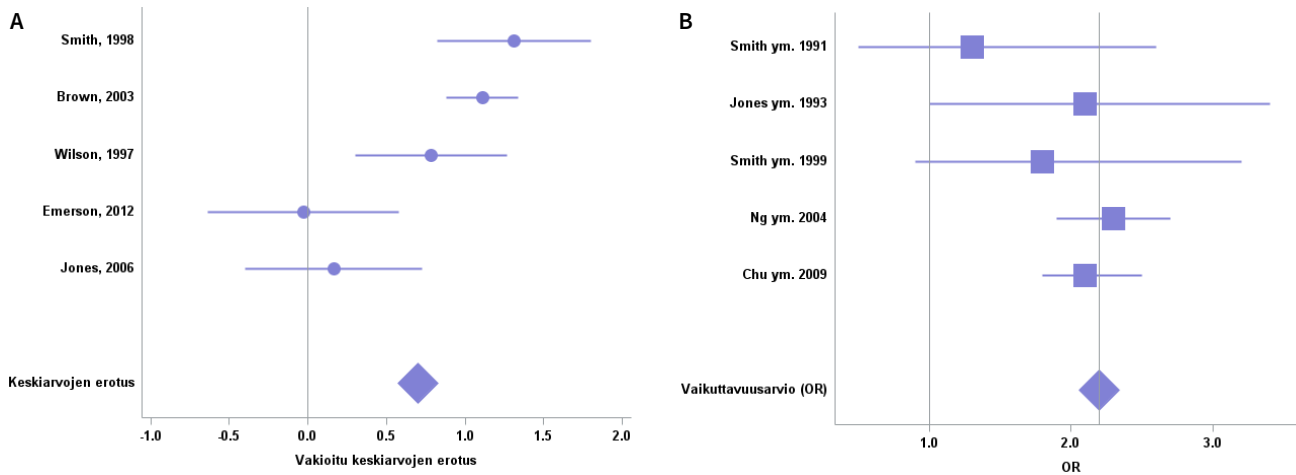 A
Smith, 1998
Brown, 2003
Wilson, 1997
Emerson, 2012
Jones, 2006
Keskiarvojen erotus
-1.0 -0.5 0.0 0.5 1.0 1.5 2.0
Vakioitu keskiarvojen erotus
B
Smith ym. 1991
Jones ym. 1993
Smith ym. 1999
Ng ym. 2004
Chu ym. 2009
Vaikuttavuusarvio (OR)
1.0 2.0 3.0
OR